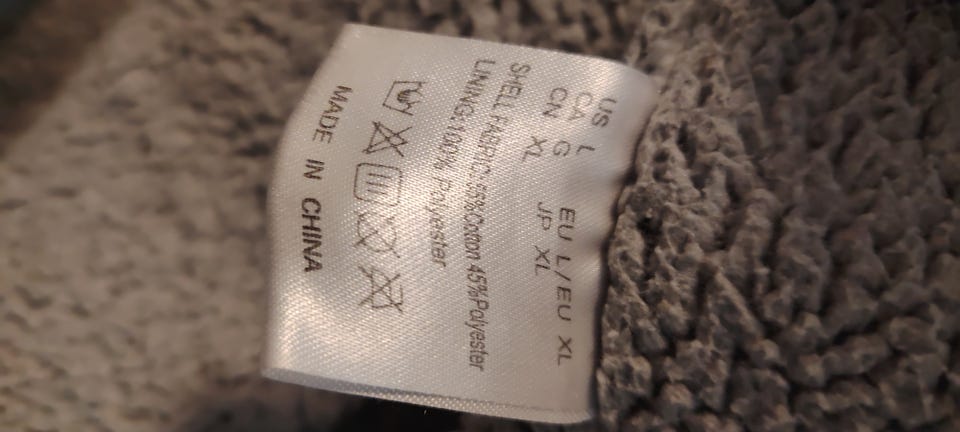 US L EU L/EU XL
CA G JP XL
CN XL
SHELL FABRIC:55%Cotton 45%Polyester
LINING:100% Polyester
MADE IN CHINA